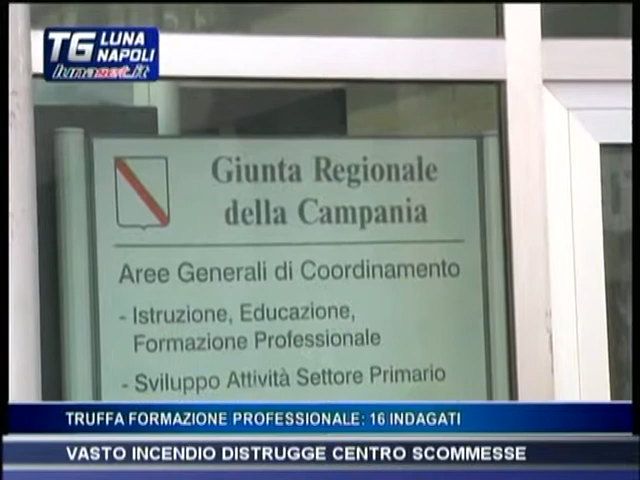 TG LUNA
NAPOLI
lunaset.it
Giunta Regionale
della Campania
Aree Generali di Coordinamento
- Istruzione, Educazione,
Formazione Professionale
- Sviluppo Attività Settore Primario
TRUFFA FORMAZIONE PROFESSIONALE: 16 INDAGATI
VASTO INCENDIO DISTRUGGE CENTRO SCOMMESSE